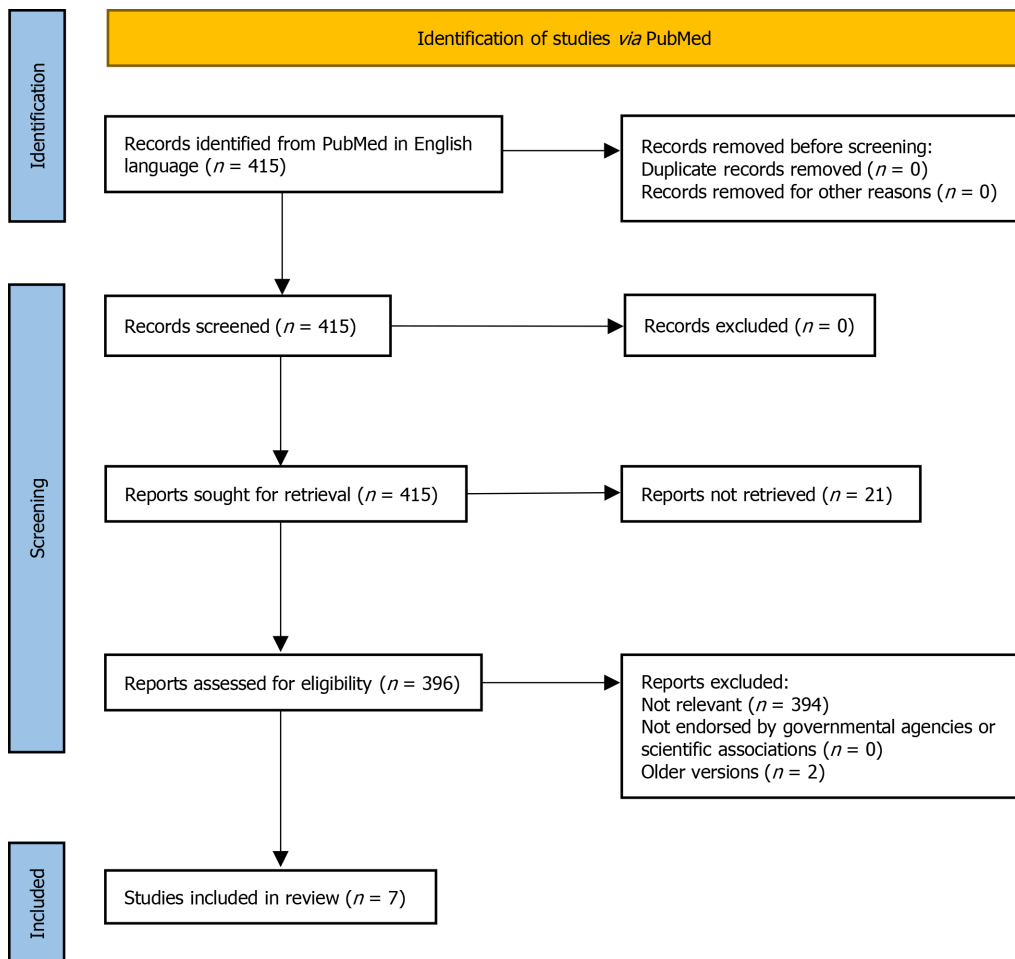 Identification of studies via PubMed
Identification
Records identified from PubMed in English
language (n = 415)
Records removed before screening:
Duplicate records removed (n = 0)
Records removed for other reasons (n = 0)
Screening
Records screened (n = 415)
Records excluded (n = 0)
Reports sought for retrieval (n = 415)
Reports not retrieved (n = 21)
Reports assessed for eligibility (n = 396)
Reports excluded:
Not relevant (n = 394)
Not endorsed by governmental agencies or
scientific associations (n = 0)
Older versions (n = 2)
Included
Studies included in review (n = 7)